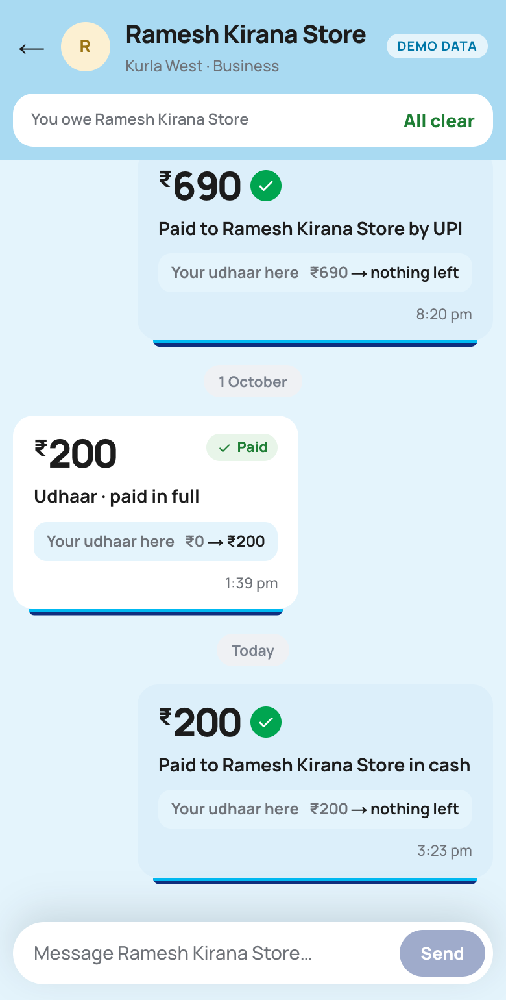 ←
R
Ramesh Kirana Store
Kurla West · Business
DEMO DATA
You owe Ramesh Kirana Store
All clear
₹690
Paid to Ramesh Kirana Store by UPI
Your udhaar here ₹690 → nothing left
8:20 pm
1 October
₹200
Paid
Udhaar · paid in full
Your udhaar here ₹0 → ₹200
1:39 pm
Today
₹200
Paid to Ramesh Kirana Store in cash
Your udhaar here ₹200 → nothing left
3:23 pm
Message Ramesh Kirana Store...
Send